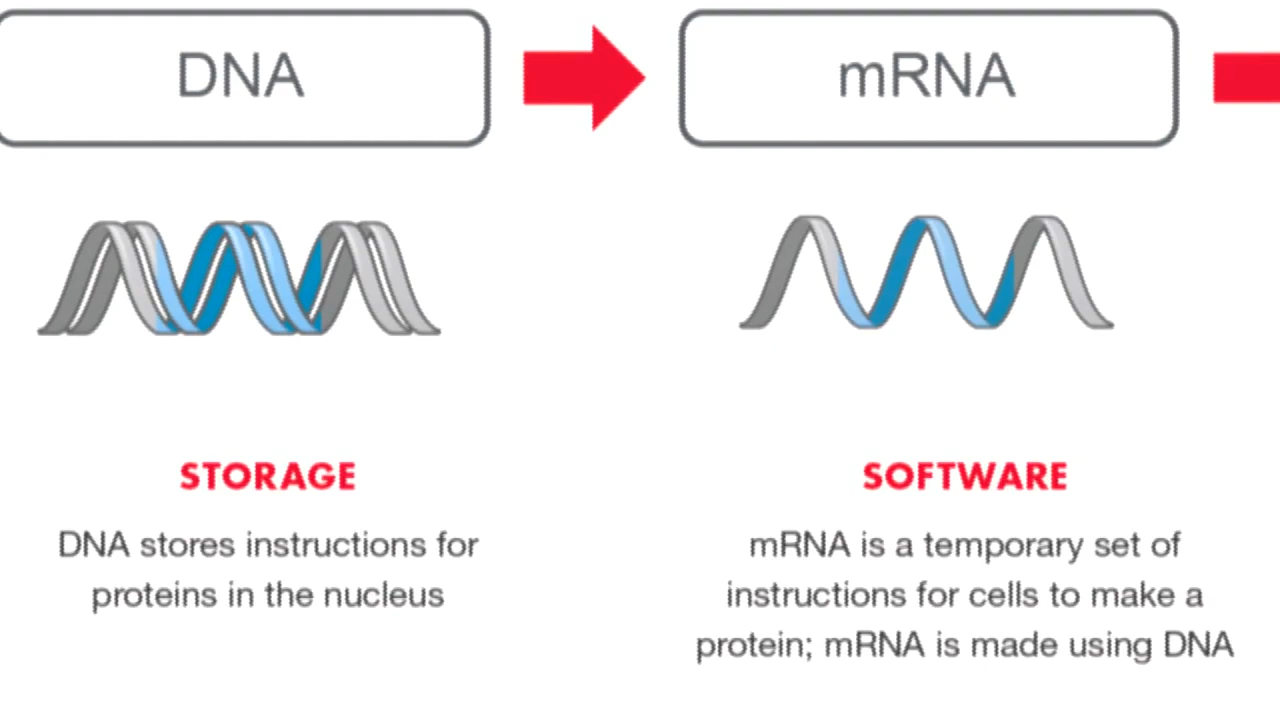 DNA
mRNA
STORAGE
DNA stores instructions for
proteins in the nucleus
SOFTWARE
mRNA is a temporary set of
instructions for cells to make a
protein; mRNA is made using DNA